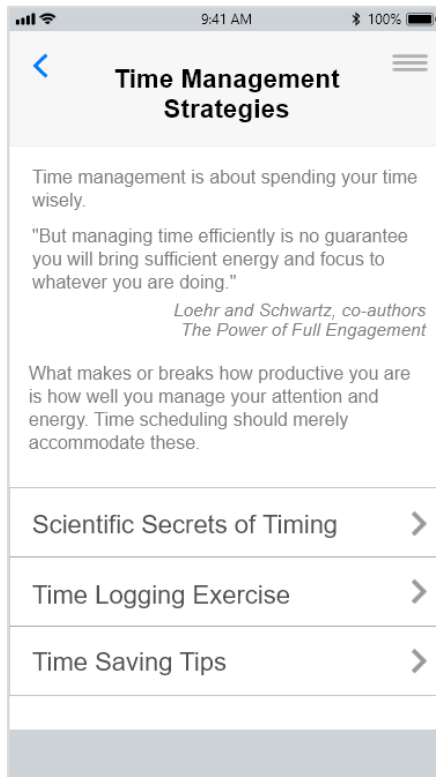 9:41 AM
100%
Time Management
Strategies
Time management is about spending your time
wisely.
"But managing time efficiently is no guarantee
you will bring sufficient energy and focus to
whatever you are doing."
Loehr and Schwartz, co-authors
The Power of Full Engagement
What makes or breaks how productive you are
is how well you manage your attention and
energy. Time scheduling should merely
accommodate these.
Scientific Secrets of Timing
Time Logging Exercise
Time Saving Tips